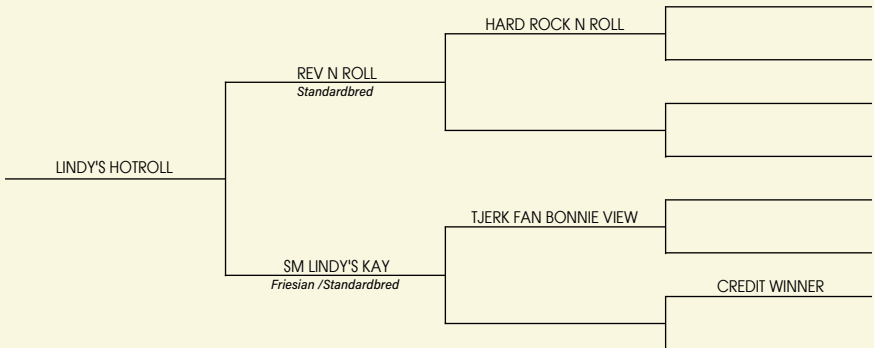 HARD ROCK N ROLL
REV N ROLL
Standardbred
LINDY'S HOTROLL
TJERK FAN BONNIE VIEW
SM LINDY'S KAY
Friesian /Standardbred
CREDIT WINNER